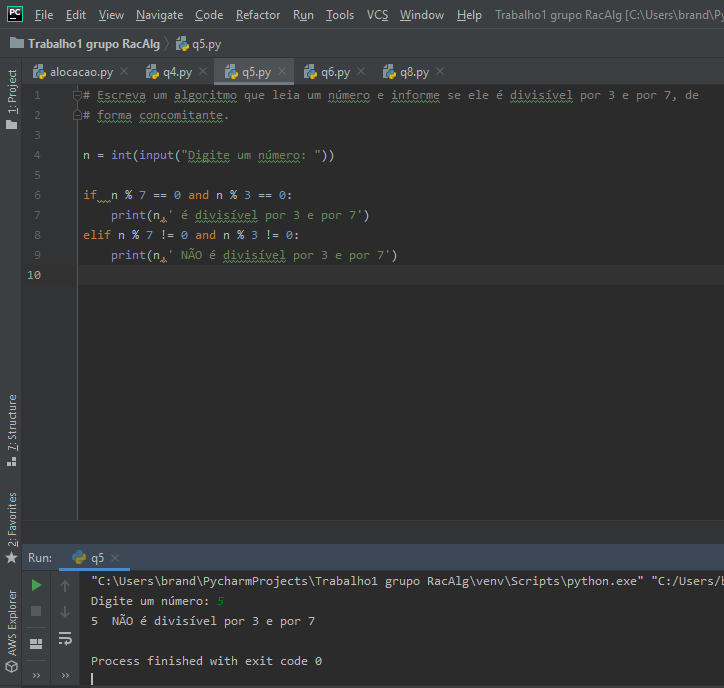 PC File Edit View Navigate Code Refactor Run Tools VCS Window Help Trabalho1 grupo RacAlg [C:\Users\brand\Py
Trabalho1 grupo RacAlg q5.py
alocacao.py q4.py q5.py q6.py q8.py
1: Project
1 # Escreva um algoritmo que leia um número e informe se ele é divisível por 3 e por 7, de
2 # forma concomitante.
3
4 n = int(input("Digite um número: "))
5
6 if  n % 7 == 0 and n % 3 == 0:
7     print(n,' é divisível por 3 e por 7')
8 elif n % 7 != 0 and n % 3 != 0:
9     print(n,' NÃO é divisível por 3 e por 7')
10
7: Structure
2: Favorites
AWS Explorer
Run: q5
"C:\Users\brand\PycharmProjects\Trabalho1 grupo RacAlg\venv\Scripts\python.exe" "C:/Users/b
Digite um número: 5
5  NÃO é divisível por 3 e por 7
Process finished with exit code 0